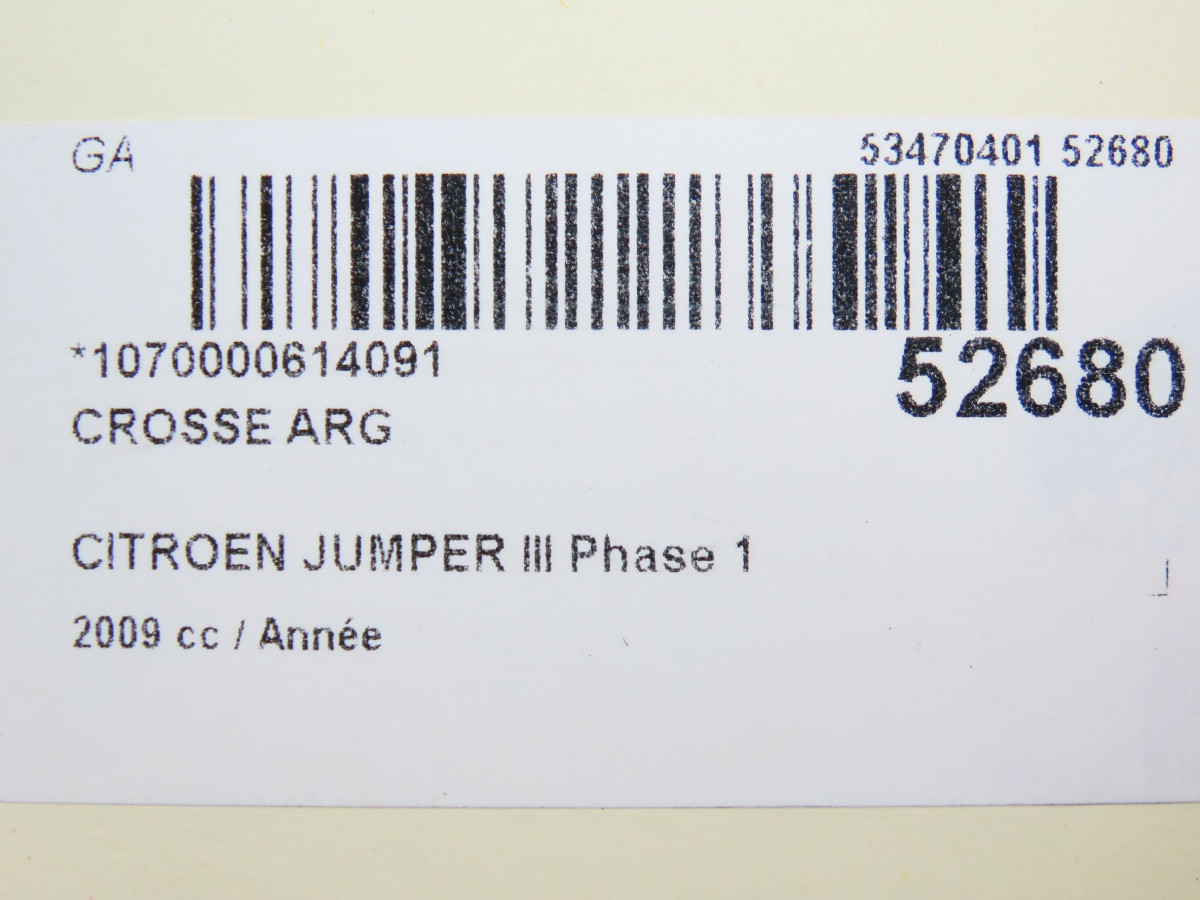 GA 53470401 52680
*1070000614091 52680
CROSSE ARG
CITROEN JUMPER III Phase 1
2009 cc / Année